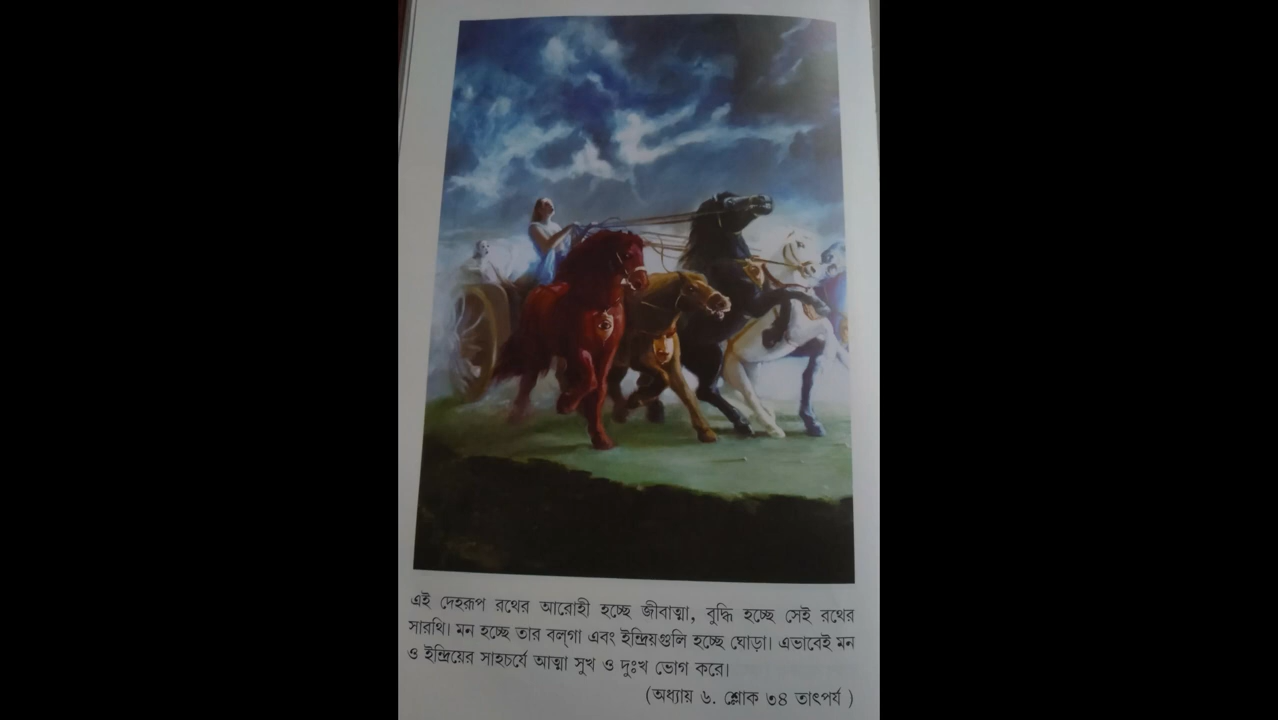 এই দেহরূপ রথের আরোহী হচ্ছে জীবাত্মা, বুদ্ধি হচ্ছে সেই রথের
সারথি। মন হচ্ছে তার বল্‌গা এবং ইন্দ্রিয়গুলি হচ্ছে ঘোড়া। এভাবেই মন
ও ইন্দ্রিয়ের সাহচর্যে আত্মা সুখ ও দুঃখ ভোগ করে।
(অধ্যায় ৬. শ্লোক ৩৪ তাৎপর্য )